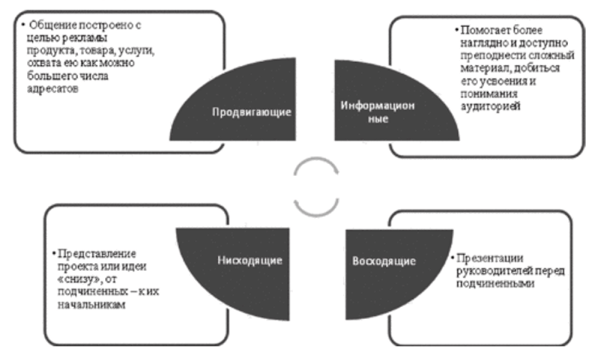 • Общение построено с
целью рекламы
продукта, товара, услуги,
охвата ею как можно
большего числа
адресатов
Продвигающие
Информацион
ные
• Помогает более
наглядно и доступно
преподнести сложный
материал, добиться
его усвоения и
понимания
аудиторией
• Представление
проекта или идеи
«снизу», от
подчиненных – к их
начальникам
Нисходящие
Восходящие
• Презентации
руководителей перед
подчиненными